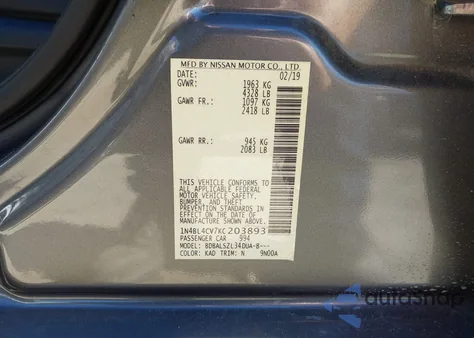 MFD BY NISSAN MOTOR CO., LTD.
DATE: 02/19
GVWR: 1963 KG
4328 LB
GAWR FR.: 1097 KG
2418 LB
GAWR RR.: 945 KG
2083 LB
THIS VEHICLE CONFORMS TO
ALL APPLICABLE FEDERAL
MOTOR VEHICLE SAFETY,
BUMPER, AND THEFT
PREVENTION STANDARDS IN
EFFECT ON THE DATE OF
MANUFACTURE SHOWN ABOVE.
1N4BL4CV7KC203893
PASSENGER CAR 994
MODEL: BDBALSZL34DUA-B---
COLOR: KAD TRIM: N 9N00A
AutoSnap